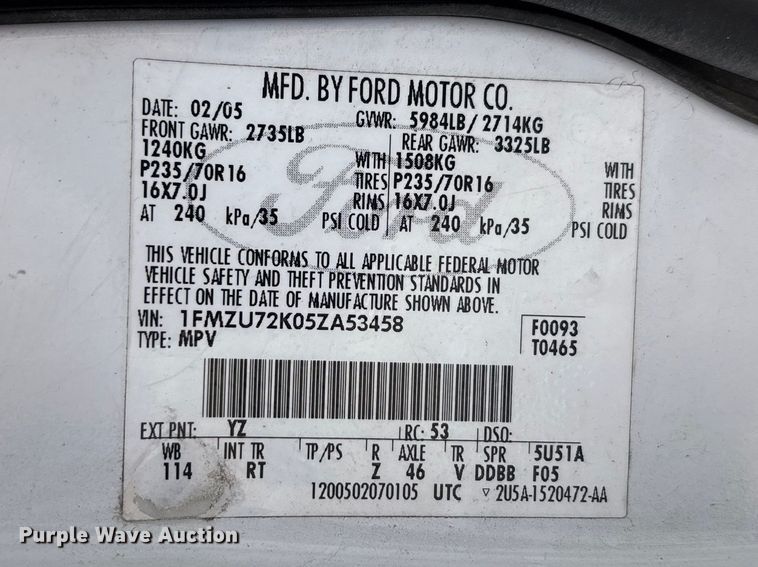 MFD. BY FORD MOTOR CO.
DATE: 02/05 GVWR: 5984LB/ 2714KG
FRONT GAWR: 2735LB REAR GAWR: 3325LB
1240KG WITH 1508KG WITH
P235/70R16 TIRES P235/70R16 TIRES
16X7.0J RIMS 16X7.0J RIMS
AT 240 kPa/35 PSI COLD AT 240 kPa/35 PSI COLD
Ford
THIS VEHICLE CONFORMS TO ALL APPLICABLE FEDERAL MOTOR
VEHICLE SAFETY AND THEFT PREVENTION STANDARDS IN
EFFECT ON THE DATE OF MANUFACTURE SHOWN ABOVE.
VIN: 1FMZU72K05ZA53458 F0093
TYPE: MPV T0465
EXT PNT: YZ RC: 53 DSO:
WB INT TR TP/PS R AXLE TR SPR 5U51A
114 RT Z 46 V DDBB F05
1200502070105 UTC ▽ 2U5A-1520472-AA
Purple Wave Auction